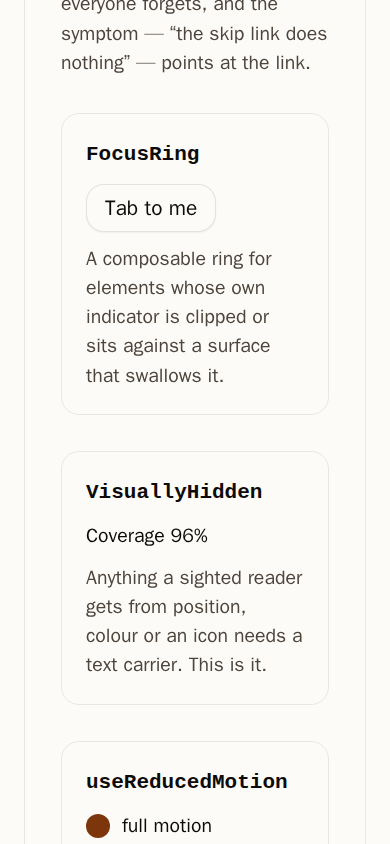 everyone forgets, and the
symptom — “the skip link does
nothing” — points at the link.
FocusRing
Tab to me
A composable ring for
elements whose own
indicator is clipped or
sits against a surface
that swallows it.
VisuallyHidden
Coverage 96%
Anything a sighted reader
gets from position,
colour or an icon needs a
text carrier. This is it.
useReducedMotion
full motion